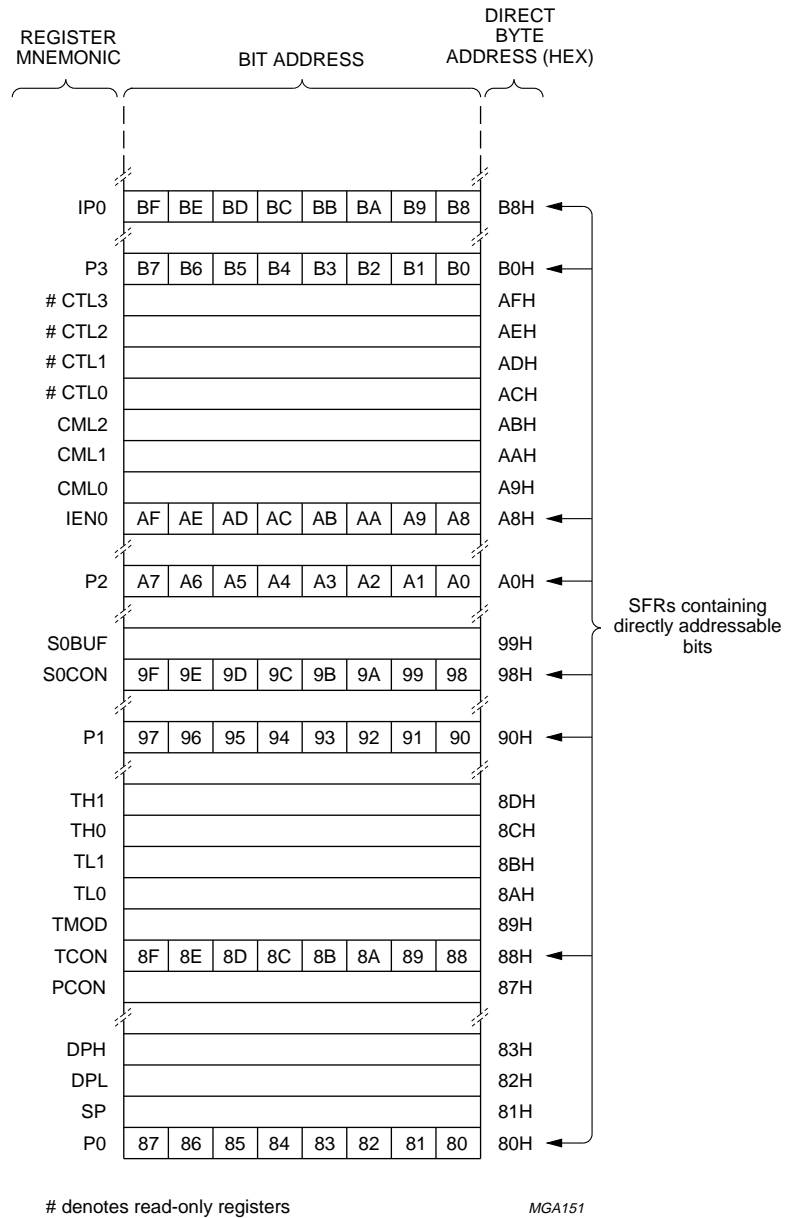 REGISTER MNEMONIC
BIT ADDRESS
DIRECT BYTE ADDRESS (HEX)
IP0 BF BE BD BC BB BA B9 B8 B8H
P3 B7 B6 B5 B4 B3 B2 B1 B0 B0H
# CTL3 AFH
# CTL2 AEH
# CTL1 ADH
# CTL0 ACH
CML2 ABH
CML1 AAH
CML0 A9H
IEN0 AF AE AD AC AB AA A9 A8 A8H
P2 A7 A6 A5 A4 A3 A2 A1 A0 A0H
SFRs containing
directly addressable
bits
S0BUF 99H
S0CON 9F 9E 9D 9C 9B 9A 99 98 98H
P1 97 96 95 94 93 92 91 90 90H
TH1 8DH
TH0 8CH
TL1 8BH
TL0 8AH
TMOD 89H
TCON 8F 8E 8D 8C 8B 8A 89 88 88H
PCON 87H
DPH 83H
DPL 82H
SP 81H
P0 87 86 85 84 83 82 81 80 80H
# denotes read-only registers
MGA151